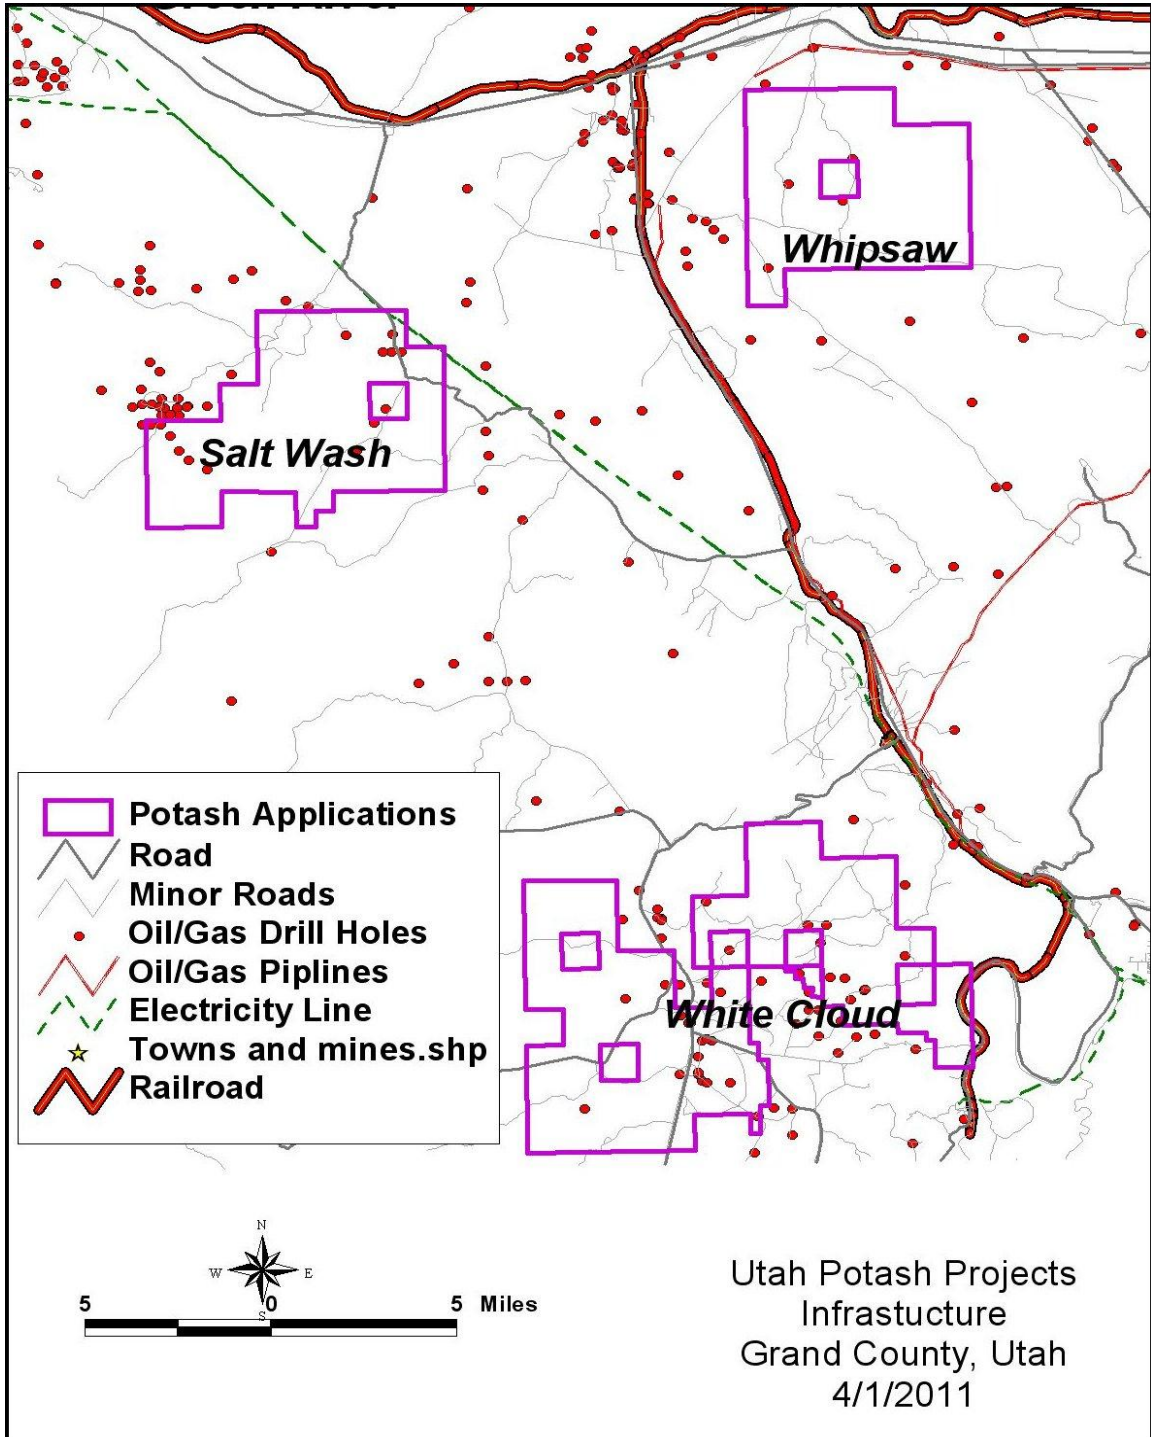 Green River
Whipsaw
Salt Wash
White Cloud
Potash Applications
Road
Minor Roads
Oil/Gas Drill Holes
Oil/Gas Piplines
Electricity Line
Towns and mines.shp
Railroad
N
W E
S
5 0 5 Miles
Utah Potash Projects
Infrastucture
Grand County, Utah
4/1/2011